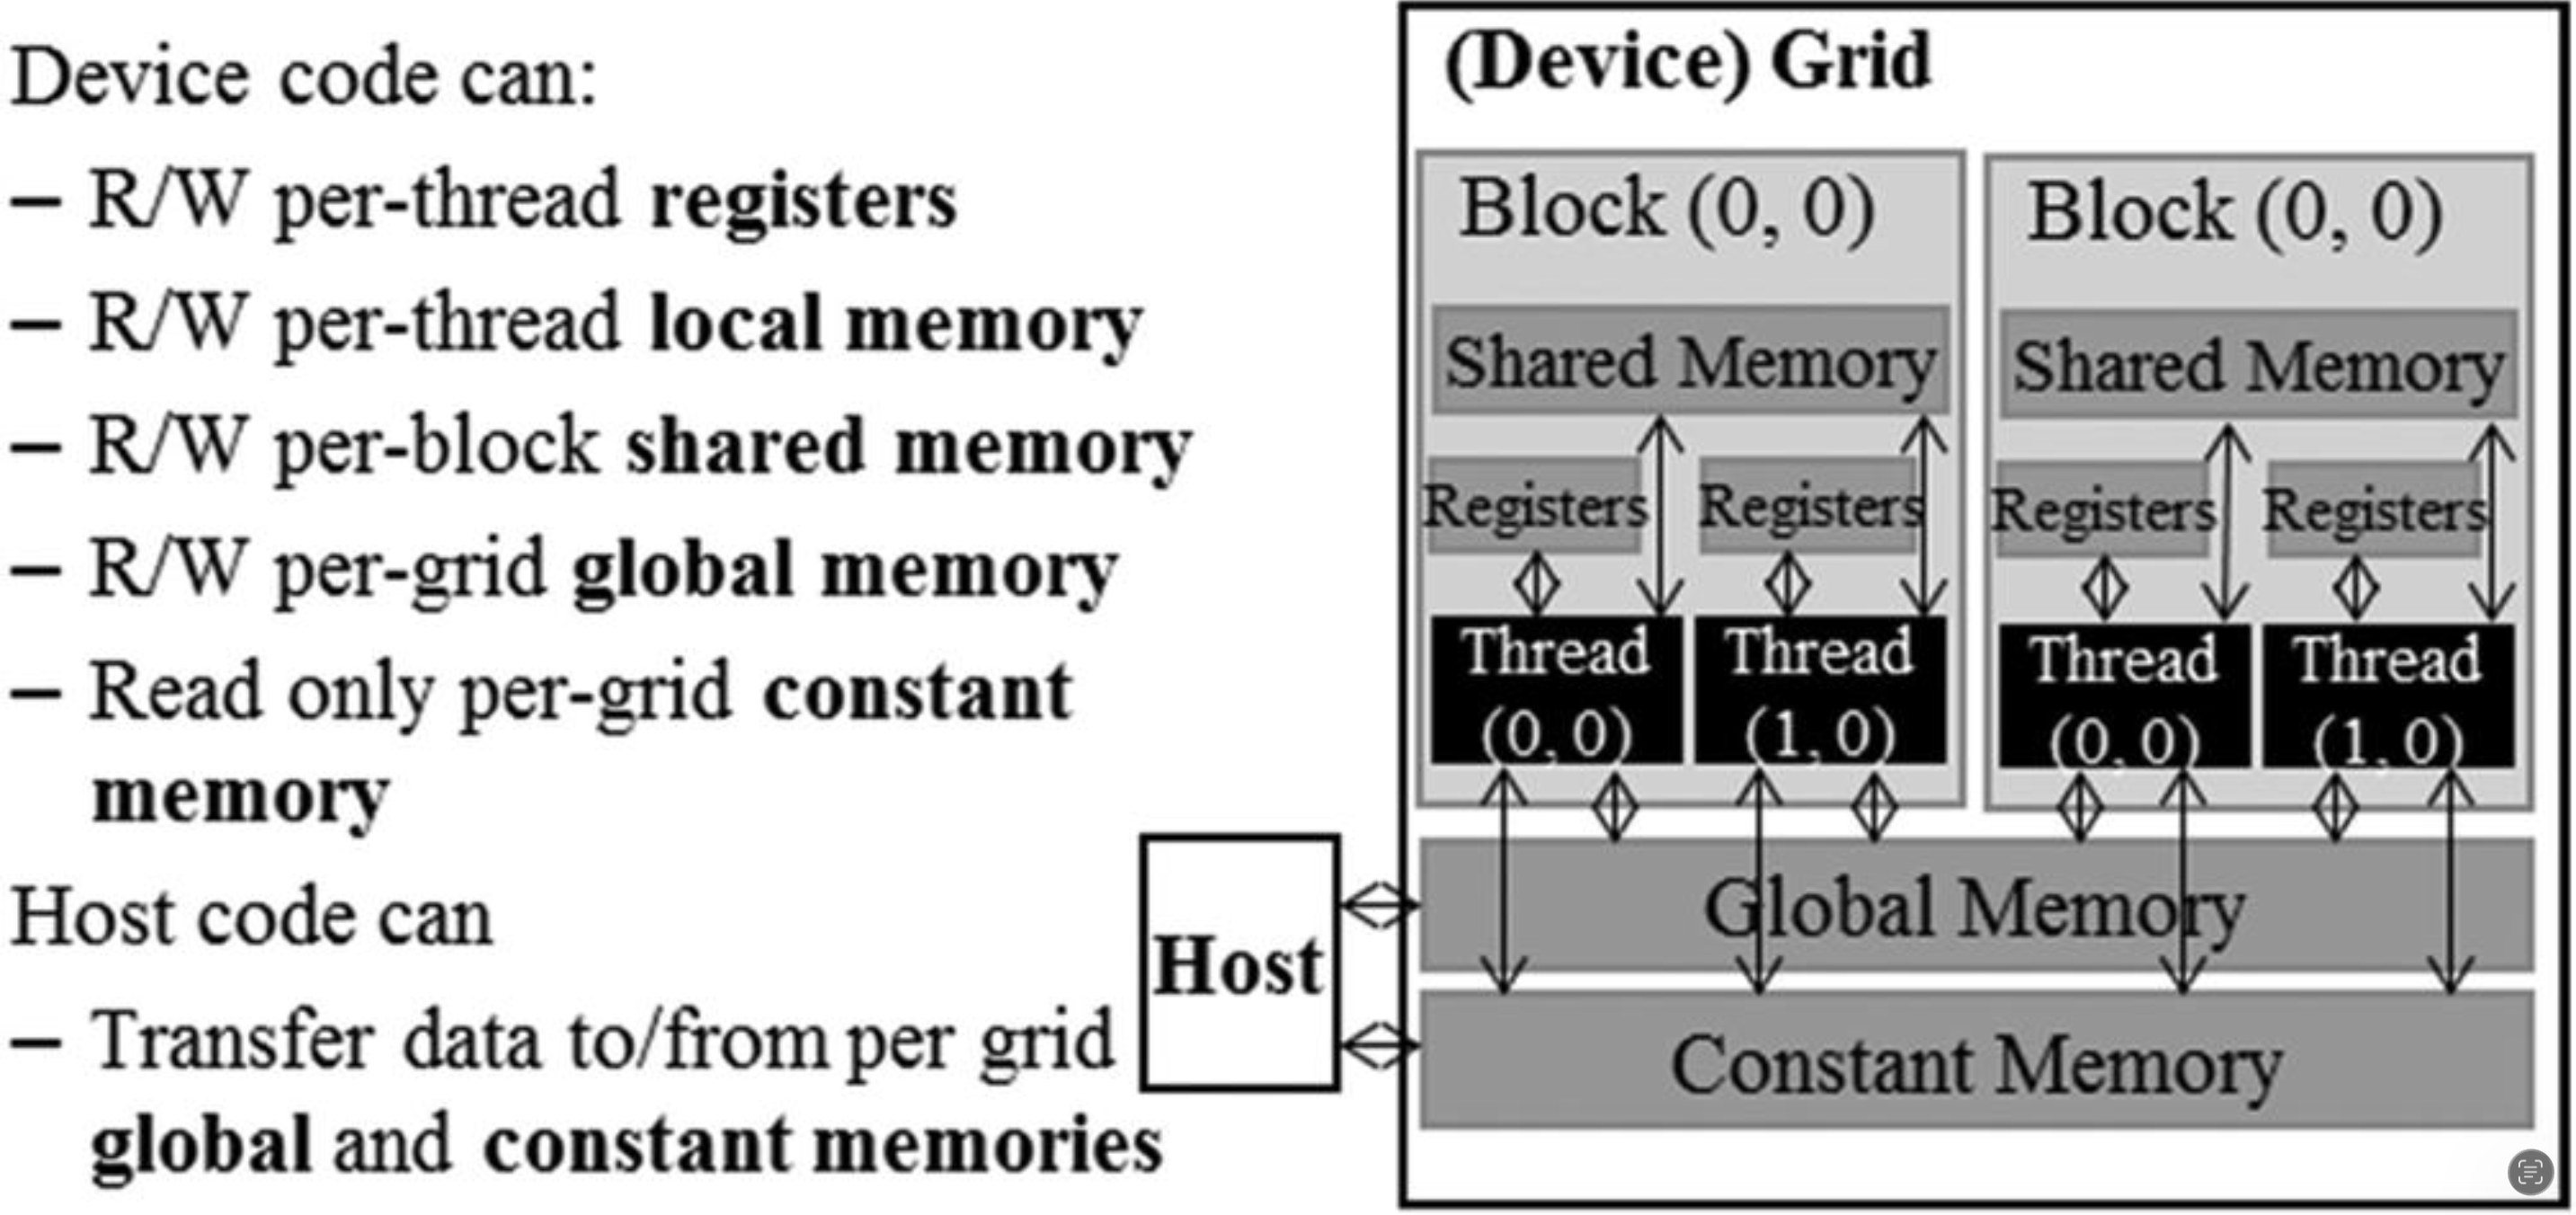 Device code can:
– R/W per-thread registers
– R/W per-thread local memory
– R/W per-block shared memory
– R/W per-grid global memory
– Read only per-grid constant
memory
Host code can
– Transfer data to/from per grid
global and constant memories
Host
(Device) Grid
Block (0, 0)
Shared Memory
Registers
Registers
Thread
(0, 0)
Thread
(1, 0)
Block (0, 0)
Shared Memory
Registers
Registers
Thread
(0, 0)
Thread
(1, 0)
Global Memory
Constant Memory